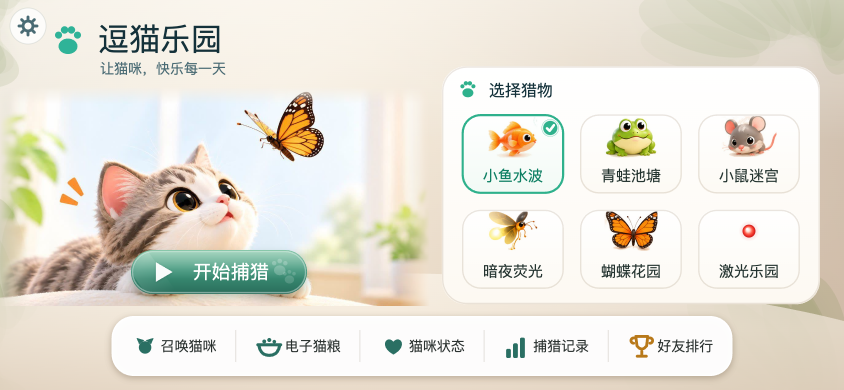 逗猫乐园
让猫咪，快乐每一天
选择猎物
小鱼水波
青蛙池塘
小鼠迷宫
暗夜荧光
蝴蝶花园
激光乐园
开始捕猎
召唤猫咪
电子猫粮
猫咪状态
捕猎记录
好友排行